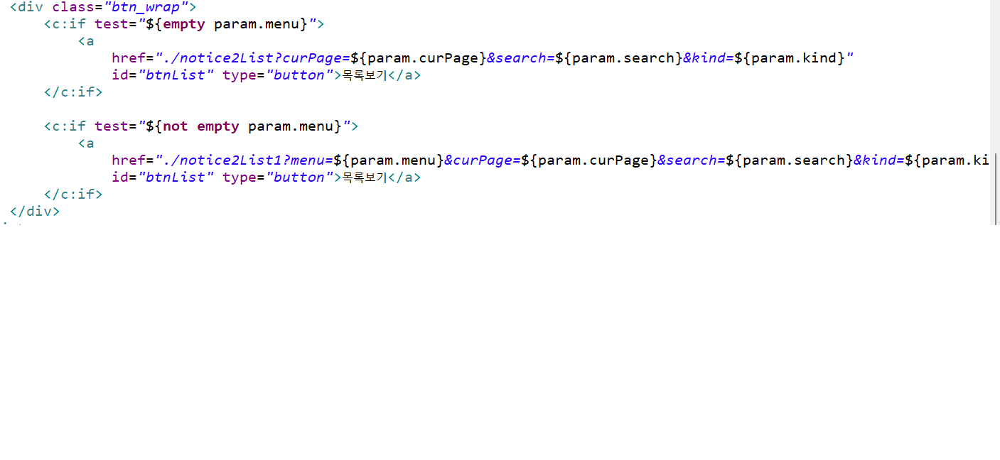 <div class="btn_wrap">
<c:if test="${empty param.menu}">
<a
href="./notice2List?curPage=${param.curPage}&search=${param.search}&kind=${param.kind}"
id="btnList" type="button">목록보기</a>
</c:if>
<c:if test="${not empty param.menu}">
<a
href="./notice2List1?menu=${param.menu}&curPage=${param.curPage}&search=${param.search}&kind=${param.ki
id="btnList" type="button">목록보기</a>
</c:if>
</div>